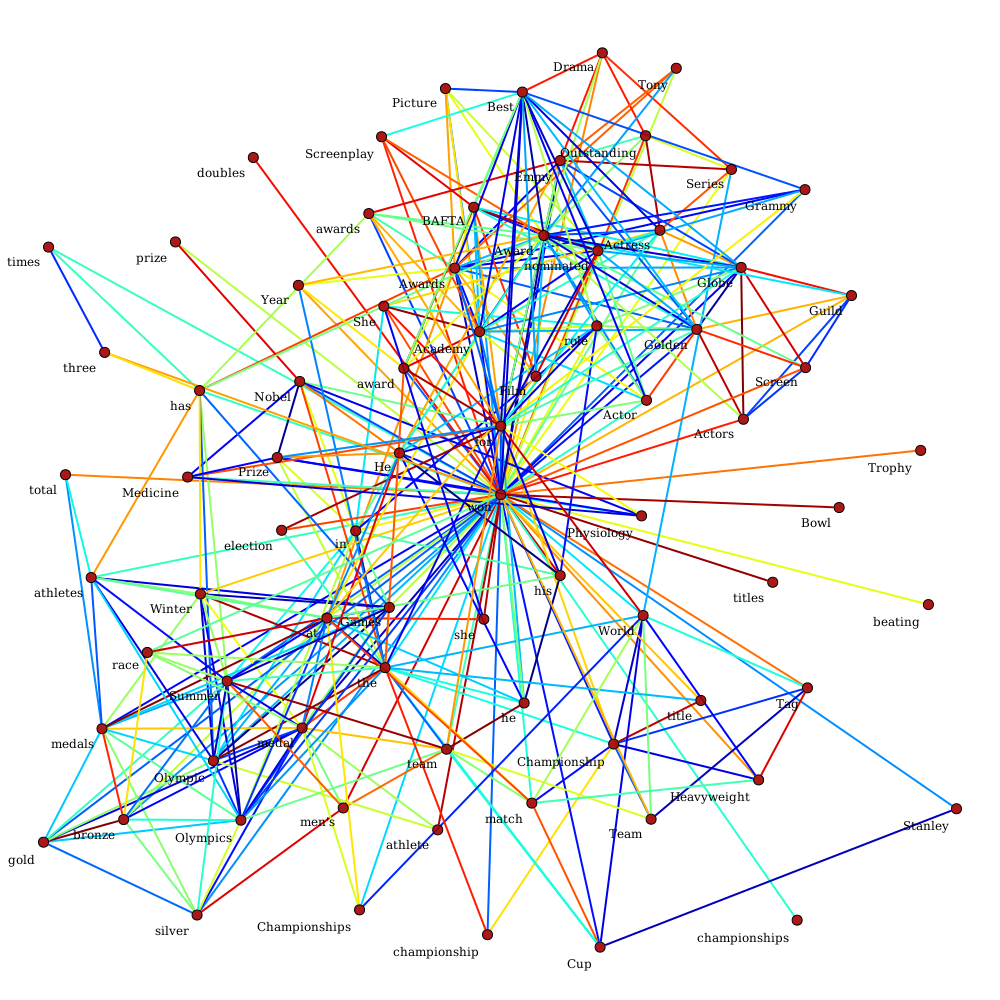 Drama
Tony
Picture
Best
Screenplay
Outstanding
doubles
Emmy
Series
Grammy
awards
BAFTA
Actress
Award
times
prize
nominated
Awards
Globe
Year
Guild
She
role
Golden
Academy
three
award
Film
Screen
has
Nobel
Actor
Actors
for
He
Trophy
Prize
total
Medicine
won
Bowl
Physiology
election
in
athletes
his
titles
Winter
Games
beating
at
she
World
race
the
Summer
Tag
he
title
medals
medal
Championship
team
Olympic
Heavyweight
men's
match
Team
Stanley
bronze
Olympics
athlete
gold
Championships
silver
championships
championship
Cup